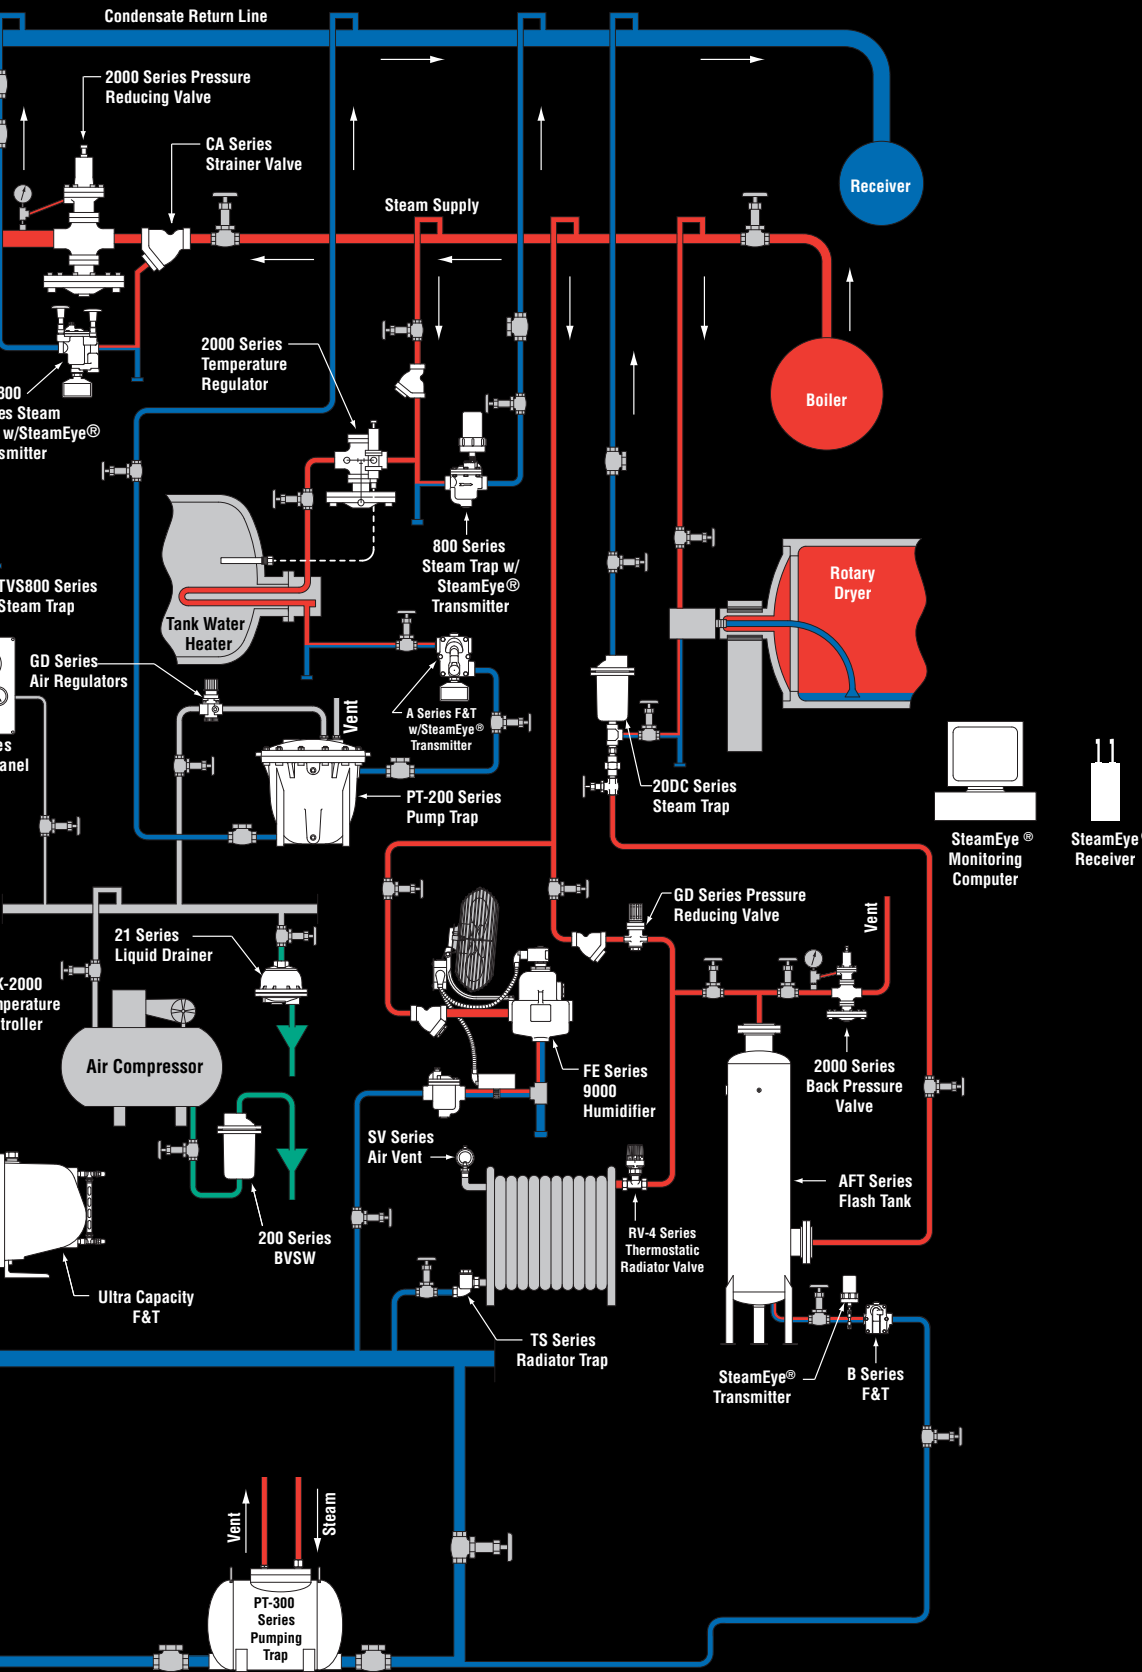 Condensate Return Line
2000 Series Pressure
Reducing Valve
CA Series
Strainer Valve
Receiver
Steam Supply
2000 Series
Temperature
Regulator
Boiler
800
es Steam
w/SteamEye®
smitter
800 Series
Steam Trap w/
SteamEye®
Transmitter
Rotary
Dryer
TVS800 Series
Steam Trap
Tank Water
Heater
GD Series
Air Regulators
Vent
A Series F&T
w/SteamEye®
Transmitter
es
anel
PT-200 Series
Pump Trap
20DC Series
Steam Trap
SteamEye ®
Monitoring
Computer
SteamEye
Receiver
GD Series Pressure
Reducing Valve
Vent
21 Series
Liquid Drainer
K-2000
mperature
troller
Air Compressor
FE Series
9000
Humidifier
2000 Series
Back Pressure
Valve
SV Series
Air Vent
AFT Series
Flash Tank
200 Series
BVSW
RV-4 Series
Thermostatic
Radiator Valve
Ultra Capacity
F&T
TS Series
Radiator Trap
SteamEye®
Transmitter
B Series
F&T
Vent
Steam
PT-300
Series
Pumping
Trap